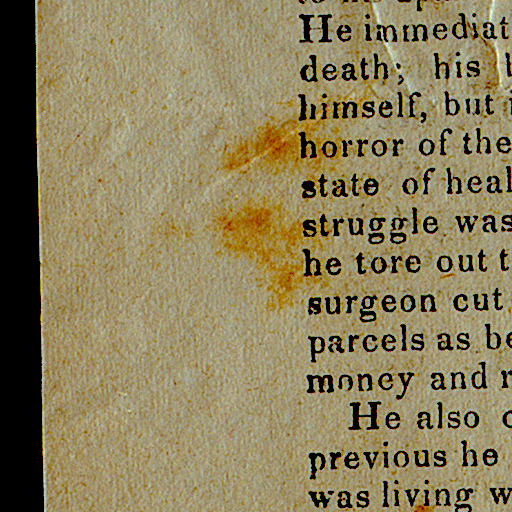 He immediat
death; his
himself, but
horror of the
state of heal
struggle was
he tore out t
surgeon cut
parcels as be
money and r
He also c
previous he
was living w